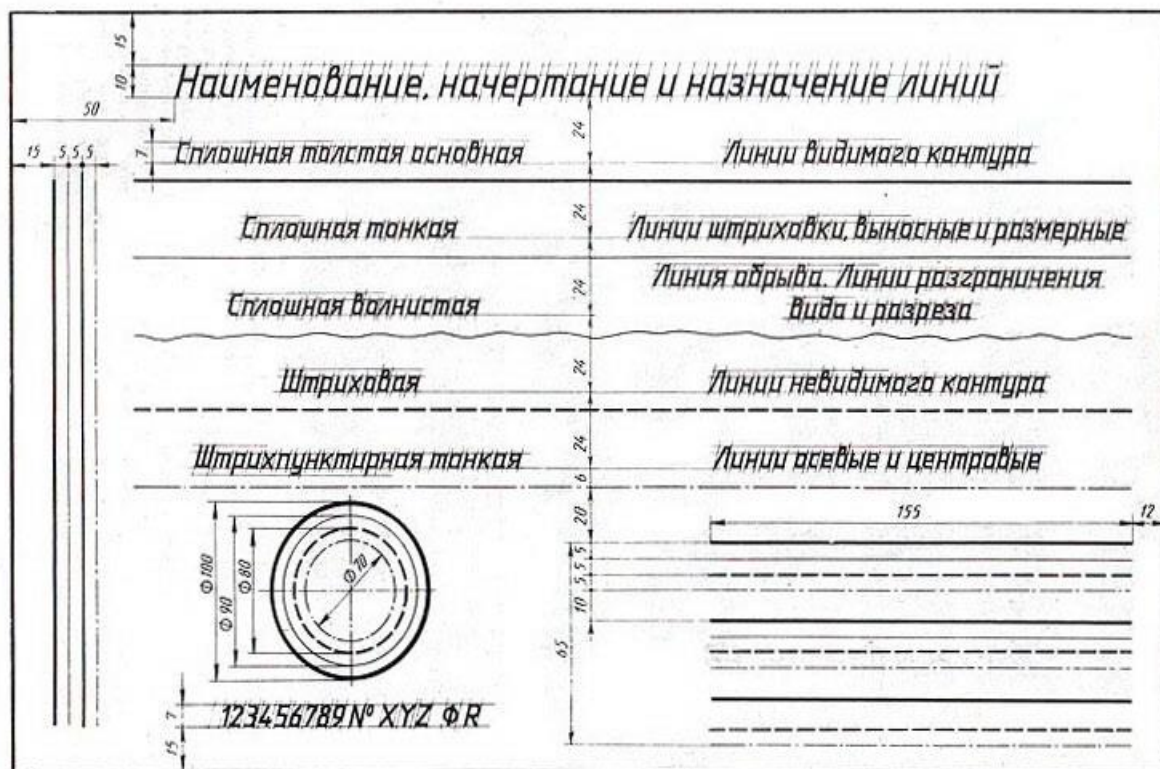 15
10
Наименование, начертание и назначение линий
50
24
15 5 5 5
7
Сплошная толстая основная
Линии видимого контура
24
Сплошная тонкая
Линии штриховки, выносные и размерные
24
Линия обрыва. Линии разграничения
Сплошная волнистая
вида и разреза
24
Штриховая
Линии невидимого контура
24
Штрихпунктирная тонкая
Линии осевые и центровые
6
20
155
12
Ф100
Ф90
Ф80
Ф70
5
5
5
10
65
7
123456789 № XYZ Ф R
15